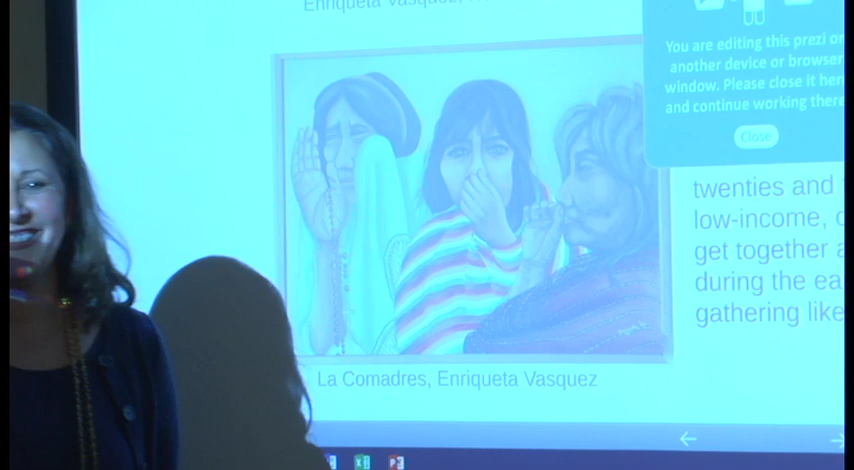 Enriqueta Vasquez,
You are editing this prezi on
another device or browser
window. Please close it here
and continue working there
Close
twenties and
low-income,
get together
during the
gathering like
La Comadres, Enriqueta Vasquez